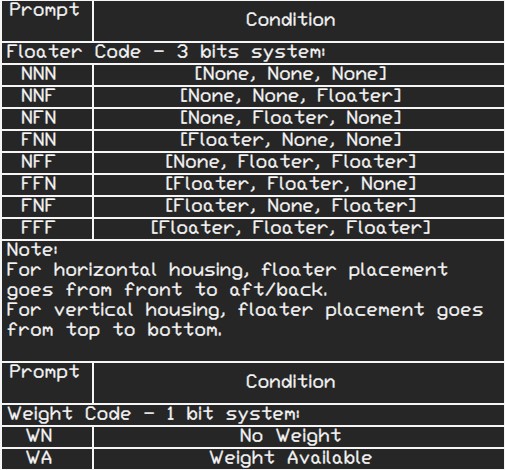 Prompt Condition
Floater Code - 3 bits system:
NNN [None, None, None]
NNF [None, None, Floater]
NFN [None, Floater, None]
FNN [Floater, None, None]
NFF [None, Floater, Floater]
FFN [Floater, Floater, None]
FNF [Floater, None, Floater]
FFF [Floater, Floater, Floater]
Note:
For horizontal housing, floater placement
goes from front to aft/back.
For vertical housing, floater placement goes
from top to bottom.
Prompt Condition
Weight Code - 1 bit system:
WN No Weight
WA Weight Available